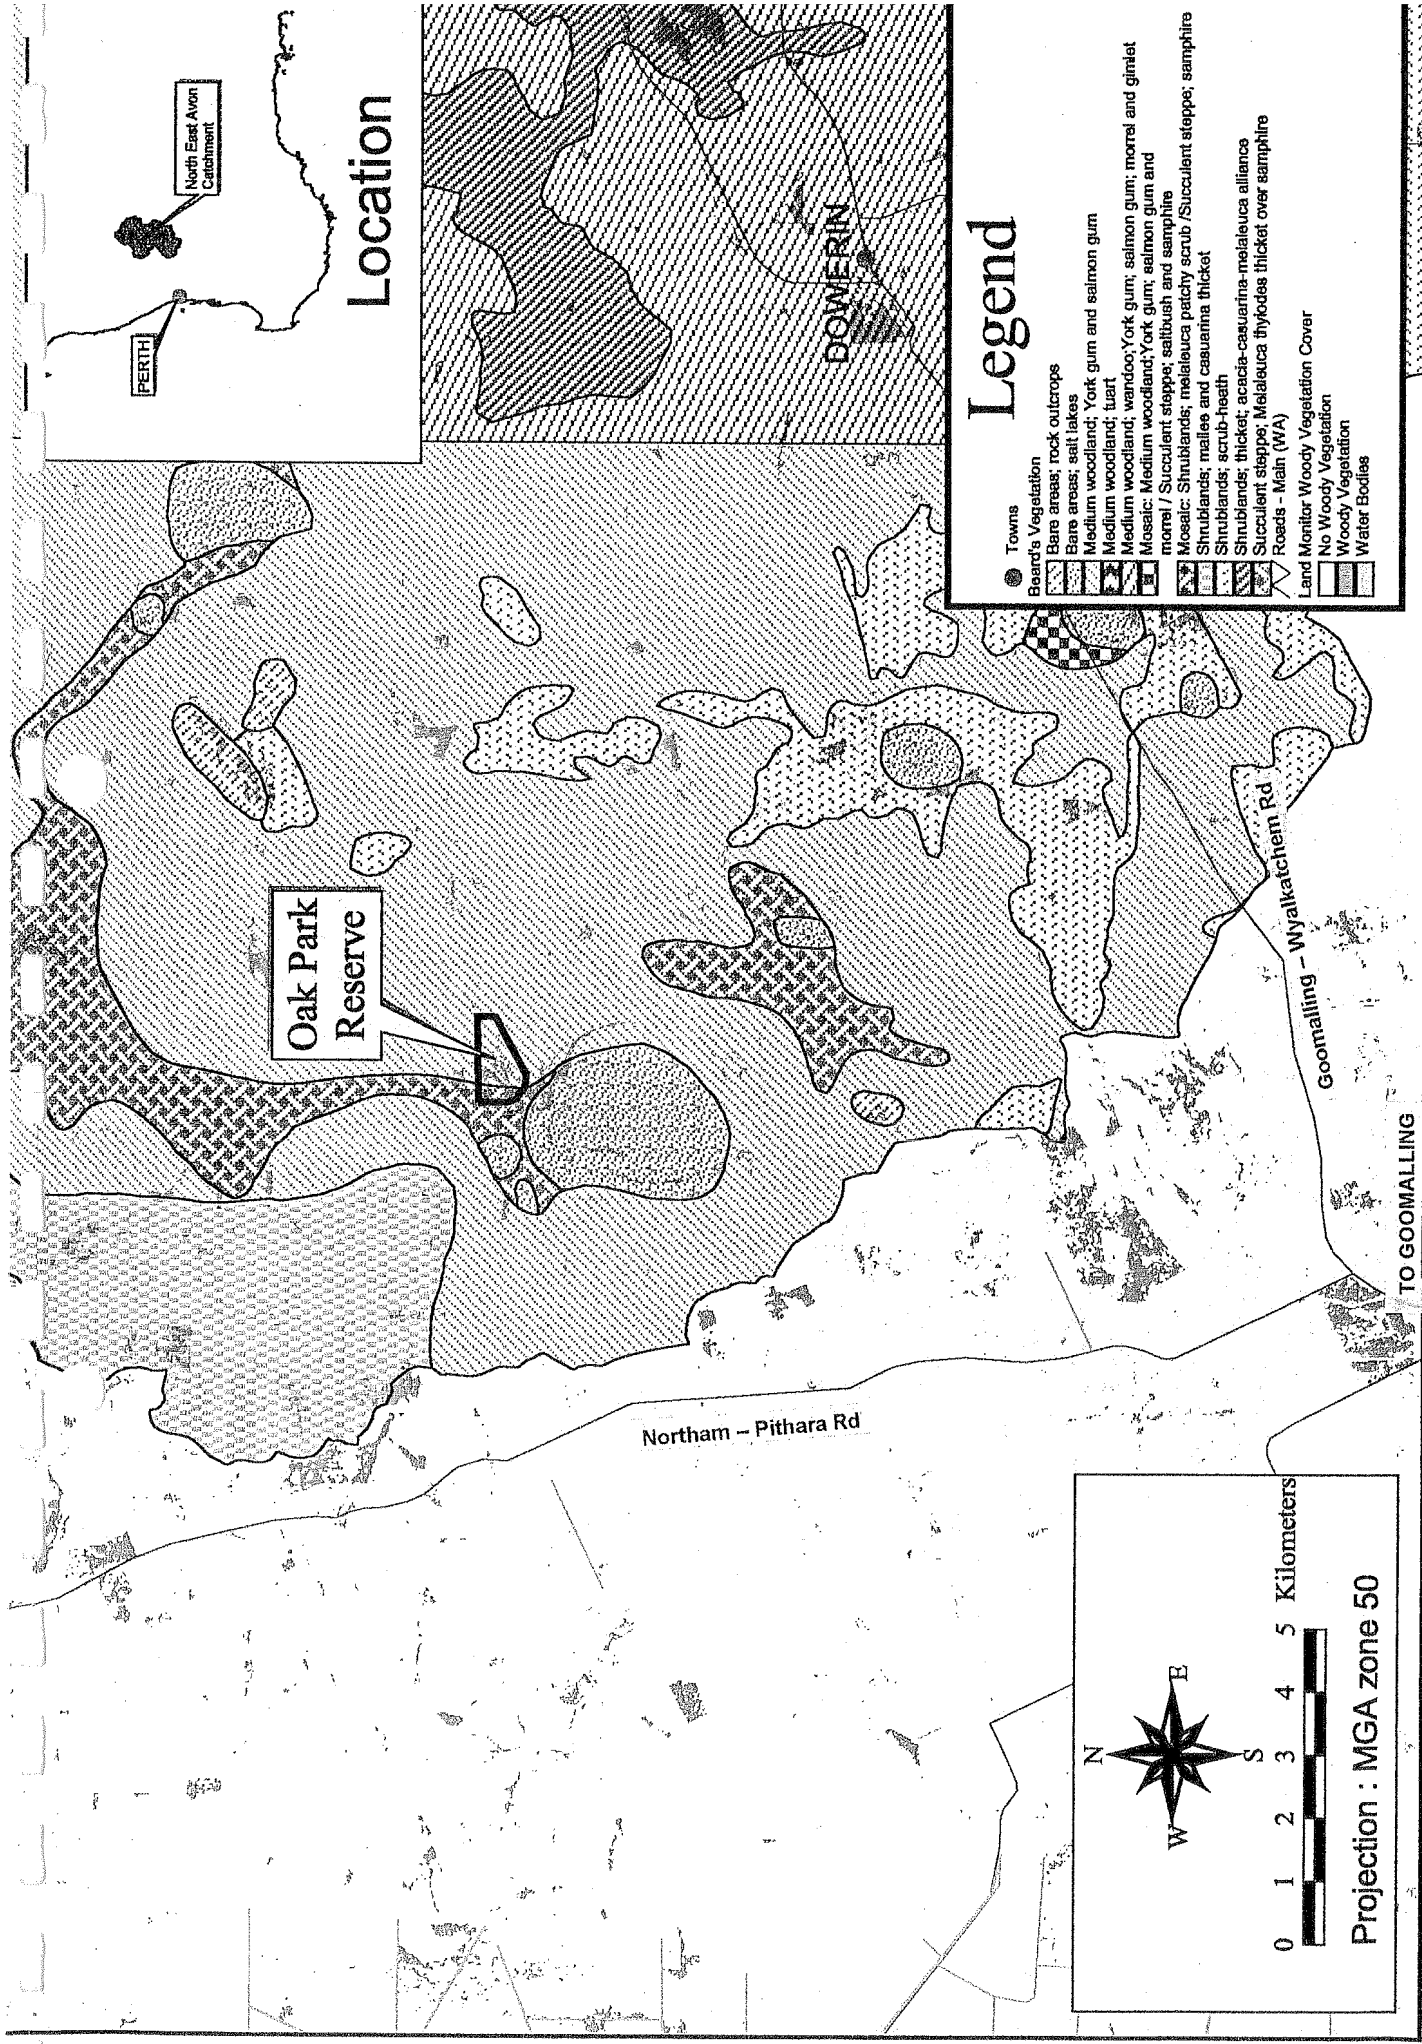 PERTH
North East Avon
Catchment
Location
Oak Park
Reserve
DOWERIN
Northam – Pithara Rd
Goomalling – Wyalkatchem Rd
TO GOOMALLING
Legend
Towns
Beard's Vegetation
Bare areas; rock outcrops
Bare areas; salt lakes
Medium woodland; York gum and salmon gum
Medium woodland; tuart
Medium woodland; wandoo; York gum; salmon gum; morrel and gimlet
Mosaic: Medium woodland; York gum; salmon gum and
morrel / Succulent steppe; saltbush and samphire
Mosaic: Shrublands; melaleuca patchy scrub /Succulent steppe; samphire
Shrublands; mallee and casuarina thicket
Shrublands; scrub-heath
Shrublands; thicket; acacia-casuarina-melaleuca alliance
Succulent steppe; Melaleuca thyiodes thicket over samphire
Roads - Main (WA)
Land Monitor Woody Vegetation Cover
No Woody Vegetation
Woody Vegetation
Water Bodies
N
W E
S
0 1 2 3 4 5 Kilometers
Projection : MGA zone 50